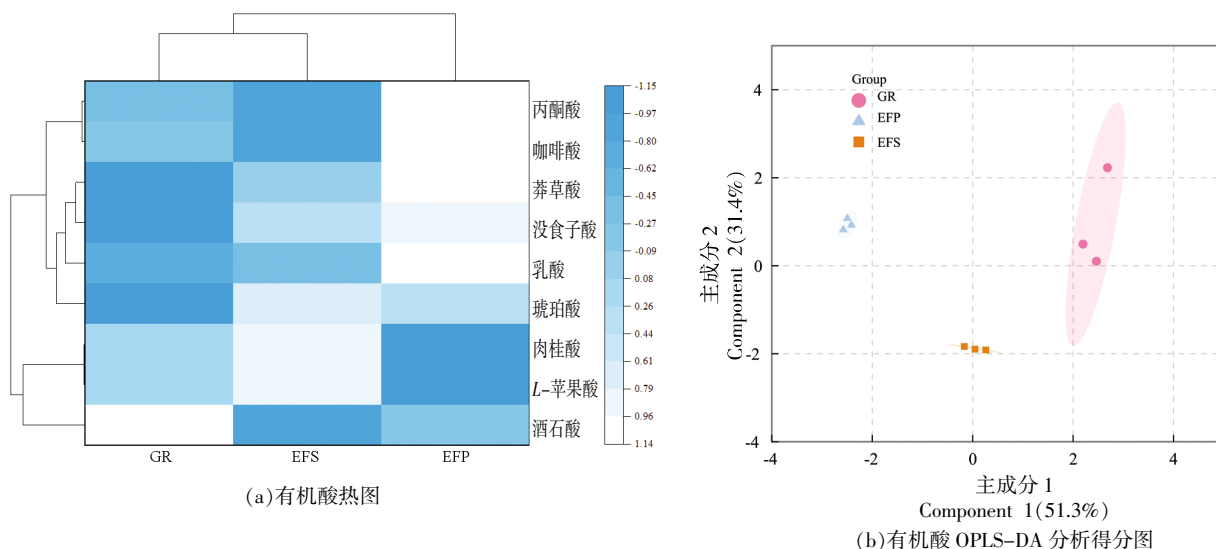 丙酮酸
咖啡酸
莽草酸
没食子酸
乳酸
琥珀酸
肉桂酸
L-苹果酸
酒石酸
-1.15
-0.97
-0.80
-0.62
-0.45
-0.27
-0.09
0.08
0.26
0.44
0.61
0.79
0.96
1.14
GR EFS EFP
(a)有机酸热图
Group
GR
EFP
EFS
主成分 2
Component 2(31.4%)
4
2
0
-2
-4
-4 -2 0 2 4
主成分 1
Component 1(51.3%)
(b)有机酸 OPLS-DA 分析得分图